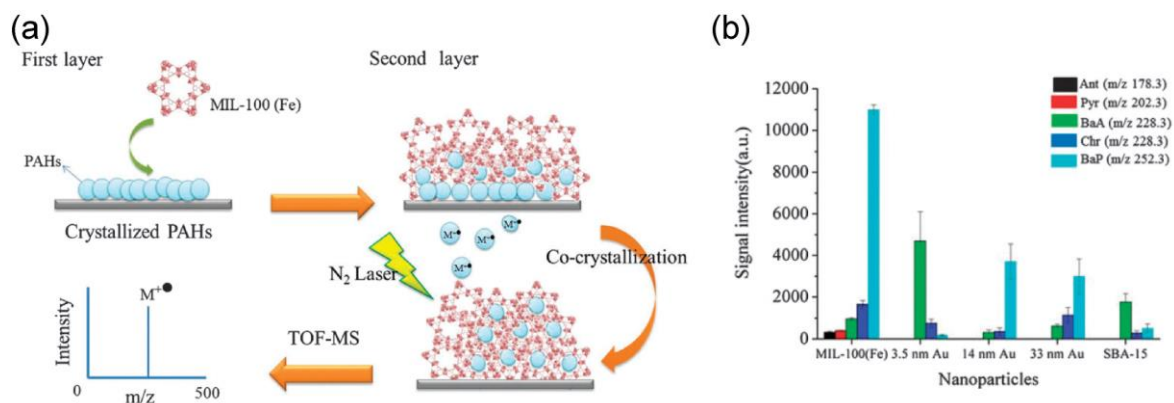 (a)
First layer
MIL-100 (Fe)
PAHs
Crystallized PAHs
Second layer
M+•
M+•
M+•
M+•
Co-crystallization
N2 Laser
TOF-MS
M+•
Intensity
m/z
500
(b)
Signal intensity(a.u.)
12000
10000
8000
6000
4000
2000
0
Ant (m/z 178.3)
Pyr (m/z 202.3)
BaA (m/z 228.3)
Chr (m/z 228.3)
BaP (m/z 252.3)
MIL-100(Fe) 3.5 nm Au 14 nm Au 33 nm Au SBA-15
Nanoparticles